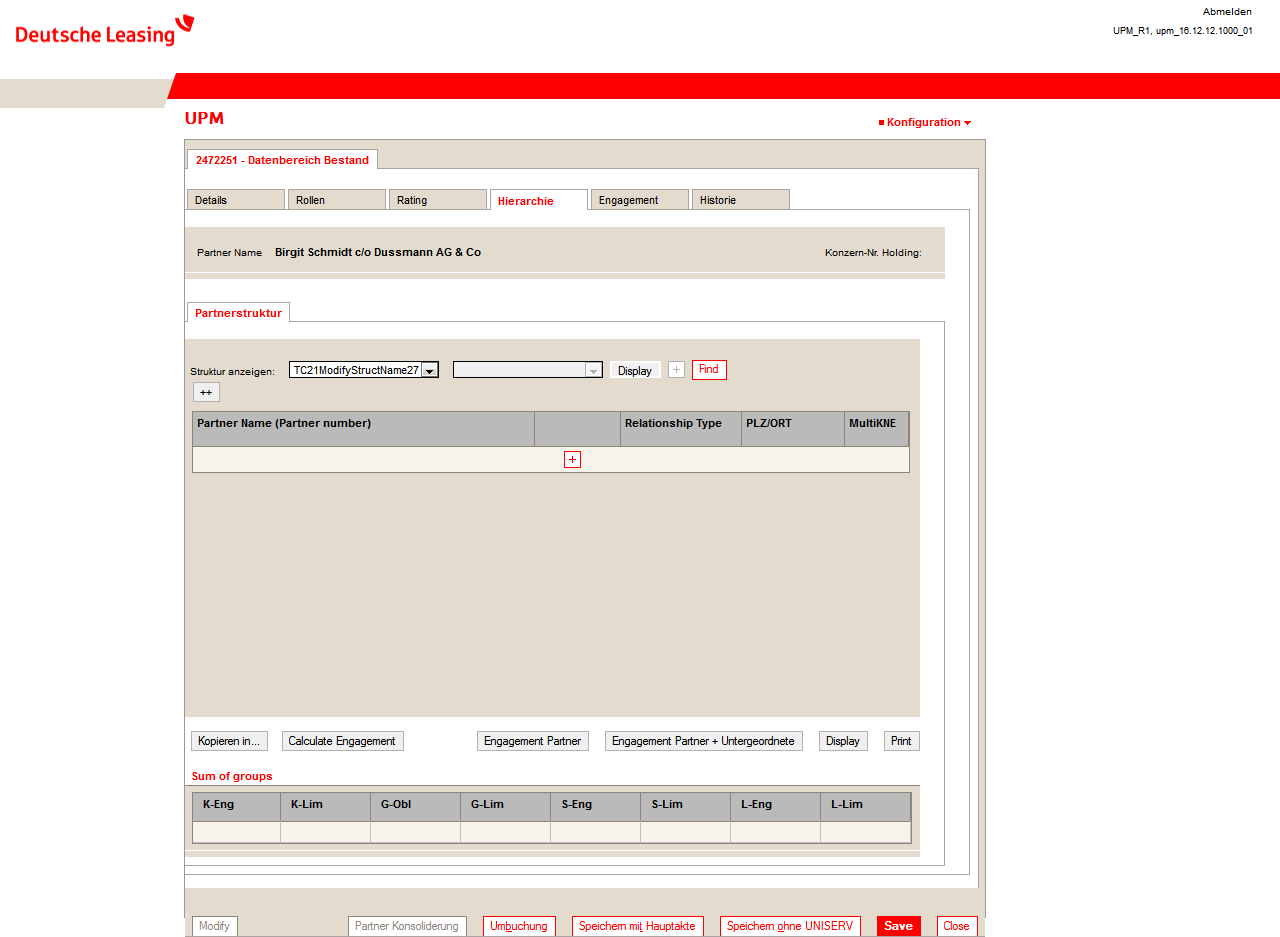 Deutsche Leasing
Abmelden
UPM_R1, upm_16.12.12.1000_01
UPM
Konfiguration
2472251 - Datenbereich Bestand
Details Rollen Rating Hierarchie Engagement Historie
Partner Name Birgit Schmidt c/o Dussmann AG & Co Konzern-Nr. Holding:
Partnerstruktur
Struktur anzeigen: TC21ModifyStructName27 Display + Find
++
Partner Name (Partner number) Relationship Type PLZ/ORT MultiKNE
+
Kopieren in... Calculate Engagement Engagement Partner Engagement Partner + Untergeordnete Display Print
Sum of groups
K-Eng K-Lim G-Obl G-Lim S-Eng S-Lim L-Eng L-Lim
Modify Partner Konsolidierung Umbuchung Speichern mit Hauptakte Speichern ohne UNISERV Save Close